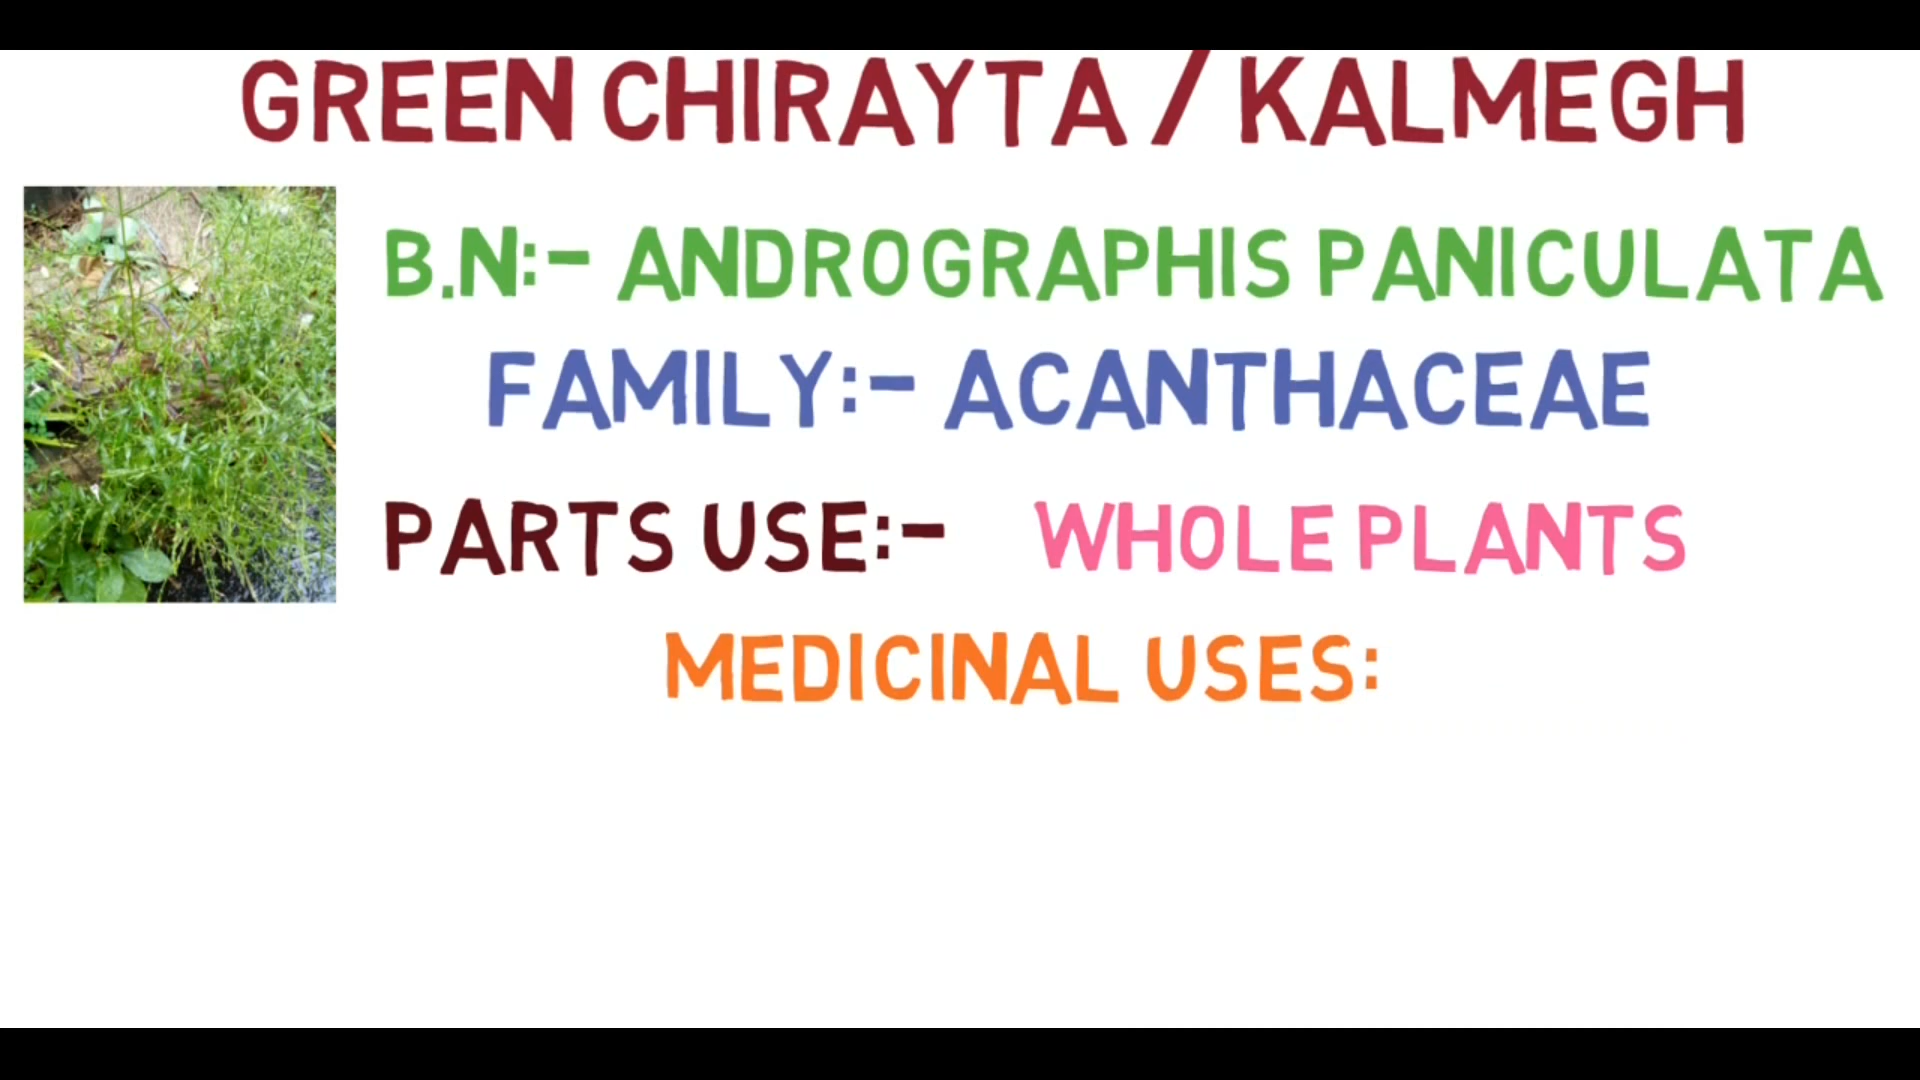 GREEN CHIRAYTA / KALMEGH
B.N:- ANDROGRAPHIS PANICULATA
FAMILY:- ACANTHACEAE
PARTS USE:- WHOLE PLANTS
MEDICINAL USES: